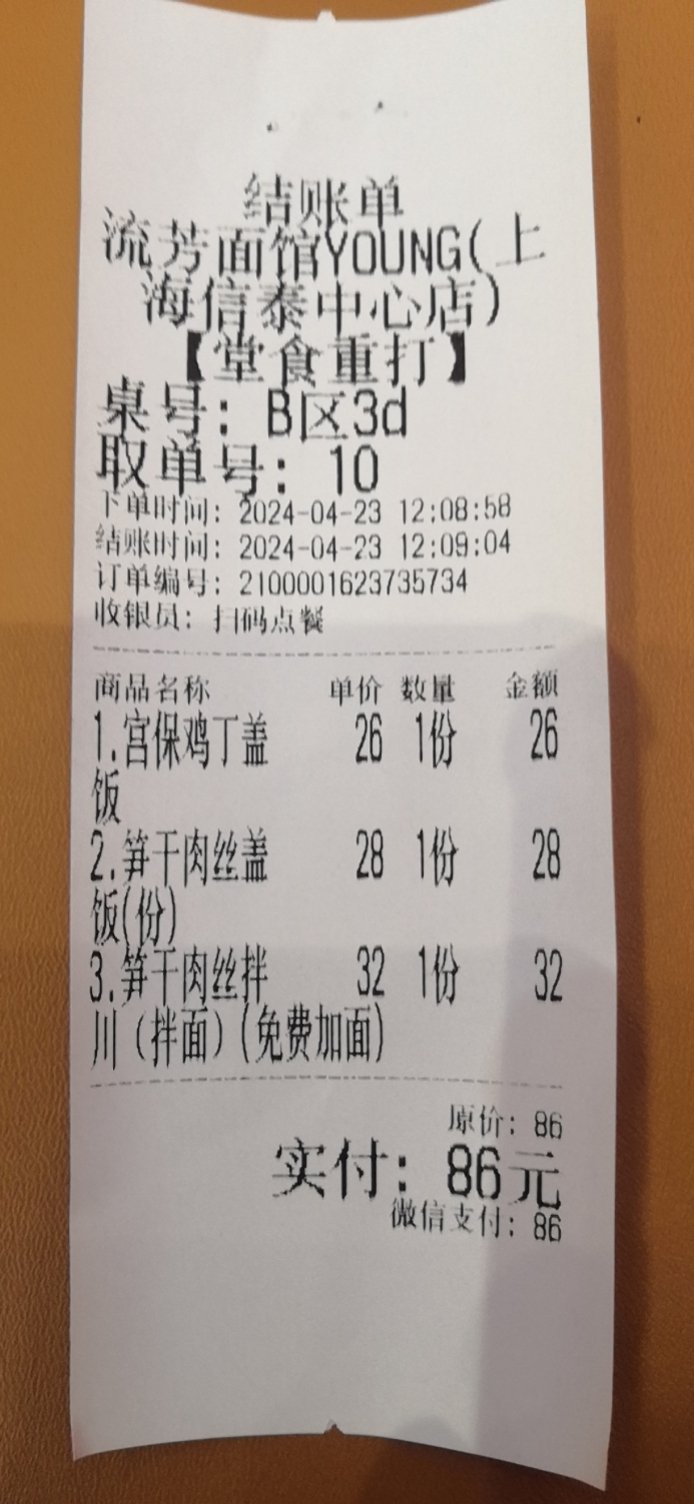 结账单
流芳面馆YOUNG(上
海信泰中心店)
【堂食重打】
桌号: B区3d
取单号: 10
下单时间: 2024-04-23 12:08:58
结账时间: 2024-04-23 12:09:04
订单编号: 2100001623735734
收银员: 扫码点餐
商品名称 单价 数量 金额
1.宫保鸡丁盖 26 1份 26
饭
2.笋干肉丝盖 28 1份 28
饭(份)
3.笋干肉丝拌 32 1份 32
川（拌面）(免费加面)
原价: 86
实付: 86元
微信支付: 86